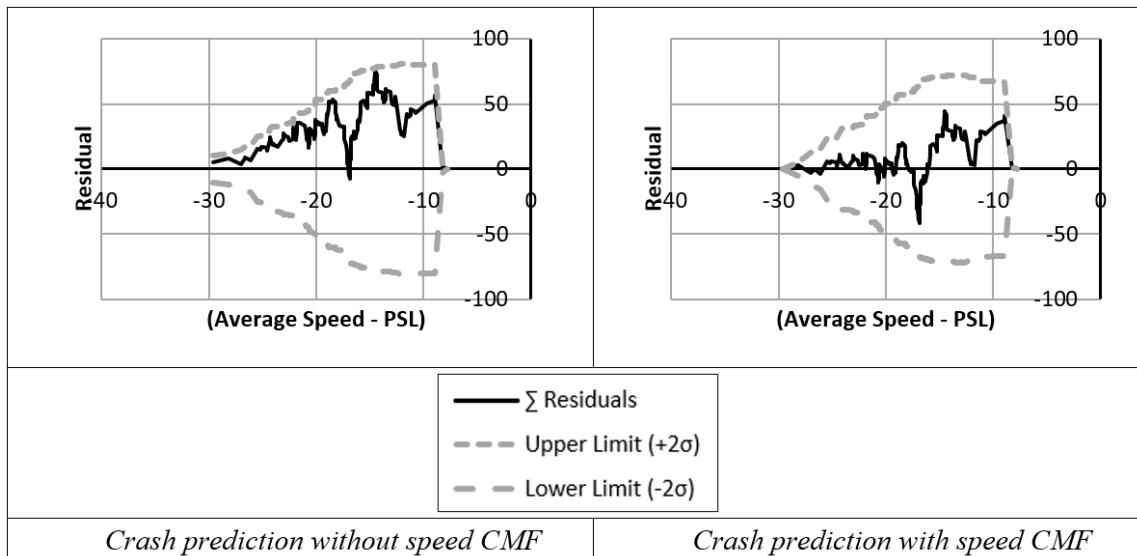 100
50
0
-50
-100
-40
-30
-20
-10
0
Residual
(Average Speed - PSL)
100
50
0
-50
-100
-40
-30
-20
-10
0
Residual
(Average Speed - PSL)
∑ Residuals
Upper Limit (+2σ)
Lower Limit (-2σ)
Crash prediction without speed CMF
Crash prediction with speed CMF